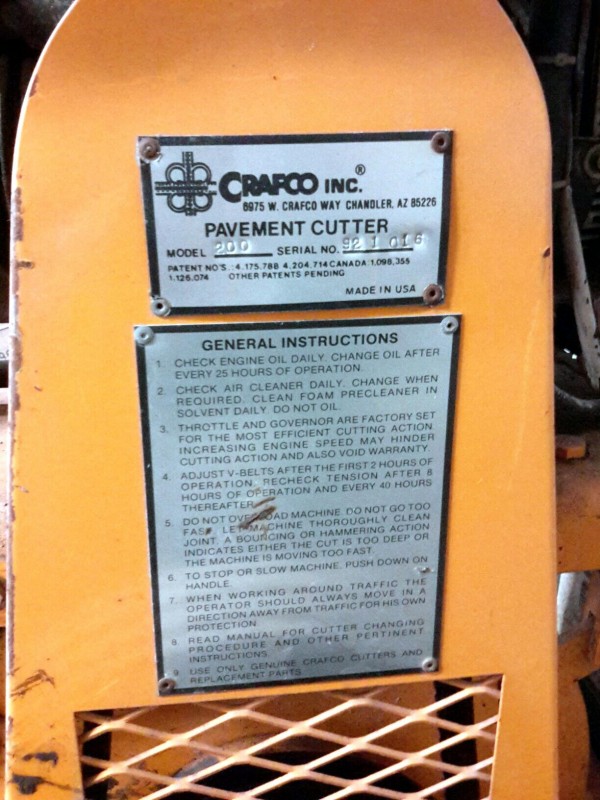 CRAFCO INC.®
6975 W. CRAFCO WAY CHANDLER, AZ 85226
PAVEMENT CUTTER
MODEL 200 SERIAL NO. 92 1 016
PATENT NO'S.: 4,175,788 4,204,714 CANADA: 1,098,355
1,126,074 OTHER PATENTS PENDING
MADE IN USA
GENERAL INSTRUCTIONS
1. CHECK ENGINE OIL DAILY. CHANGE OIL AFTER
EVERY 25 HOURS OF OPERATION.
2. CHECK AIR CLEANER DAILY. CHANGE WHEN
REQUIRED. CLEAN FOAM PRECLEANER IN
SOLVENT DAILY. DO NOT OIL.
3. THROTTLE AND GOVERNOR ARE FACTORY SET
FOR THE MOST EFFICIENT CUTTING ACTION.
INCREASING ENGINE SPEED MAY HINDER
CUTTING ACTION AND ALSO VOID WARRANTY.
4. ADJUST V-BELTS AFTER THE FIRST 2 HOURS OF
OPERATION. RECHECK TENSION AFTER 8
HOURS OF OPERATION AND EVERY 40 HOURS
THEREAFTER.
5. DO NOT OVERLOAD MACHINE. DO NOT GO TOO
FAST. LET MACHINE THOROUGHLY CLEAN
JOINT. A BOUNCING OR HAMMERING ACTION
INDICATES EITHER THE CUT IS TOO DEEP OR
THE MACHINE IS MOVING TOO FAST.
6. TO STOP OR SLOW MACHINE, PUSH DOWN ON
HANDLE.
7. WHEN WORKING AROUND TRAFFIC THE
OPERATOR SHOULD ALWAYS MOVE IN A
DIRECTION AWAY FROM TRAFFIC FOR HIS OWN
PROTECTION.
8. READ MANUAL FOR CUTTER CHANGING
PROCEDURE AND OTHER PERTINENT
INSTRUCTIONS.
9. USE ONLY GENUINE CRAFCO CUTTERS AND
REPLACEMENT PARTS.